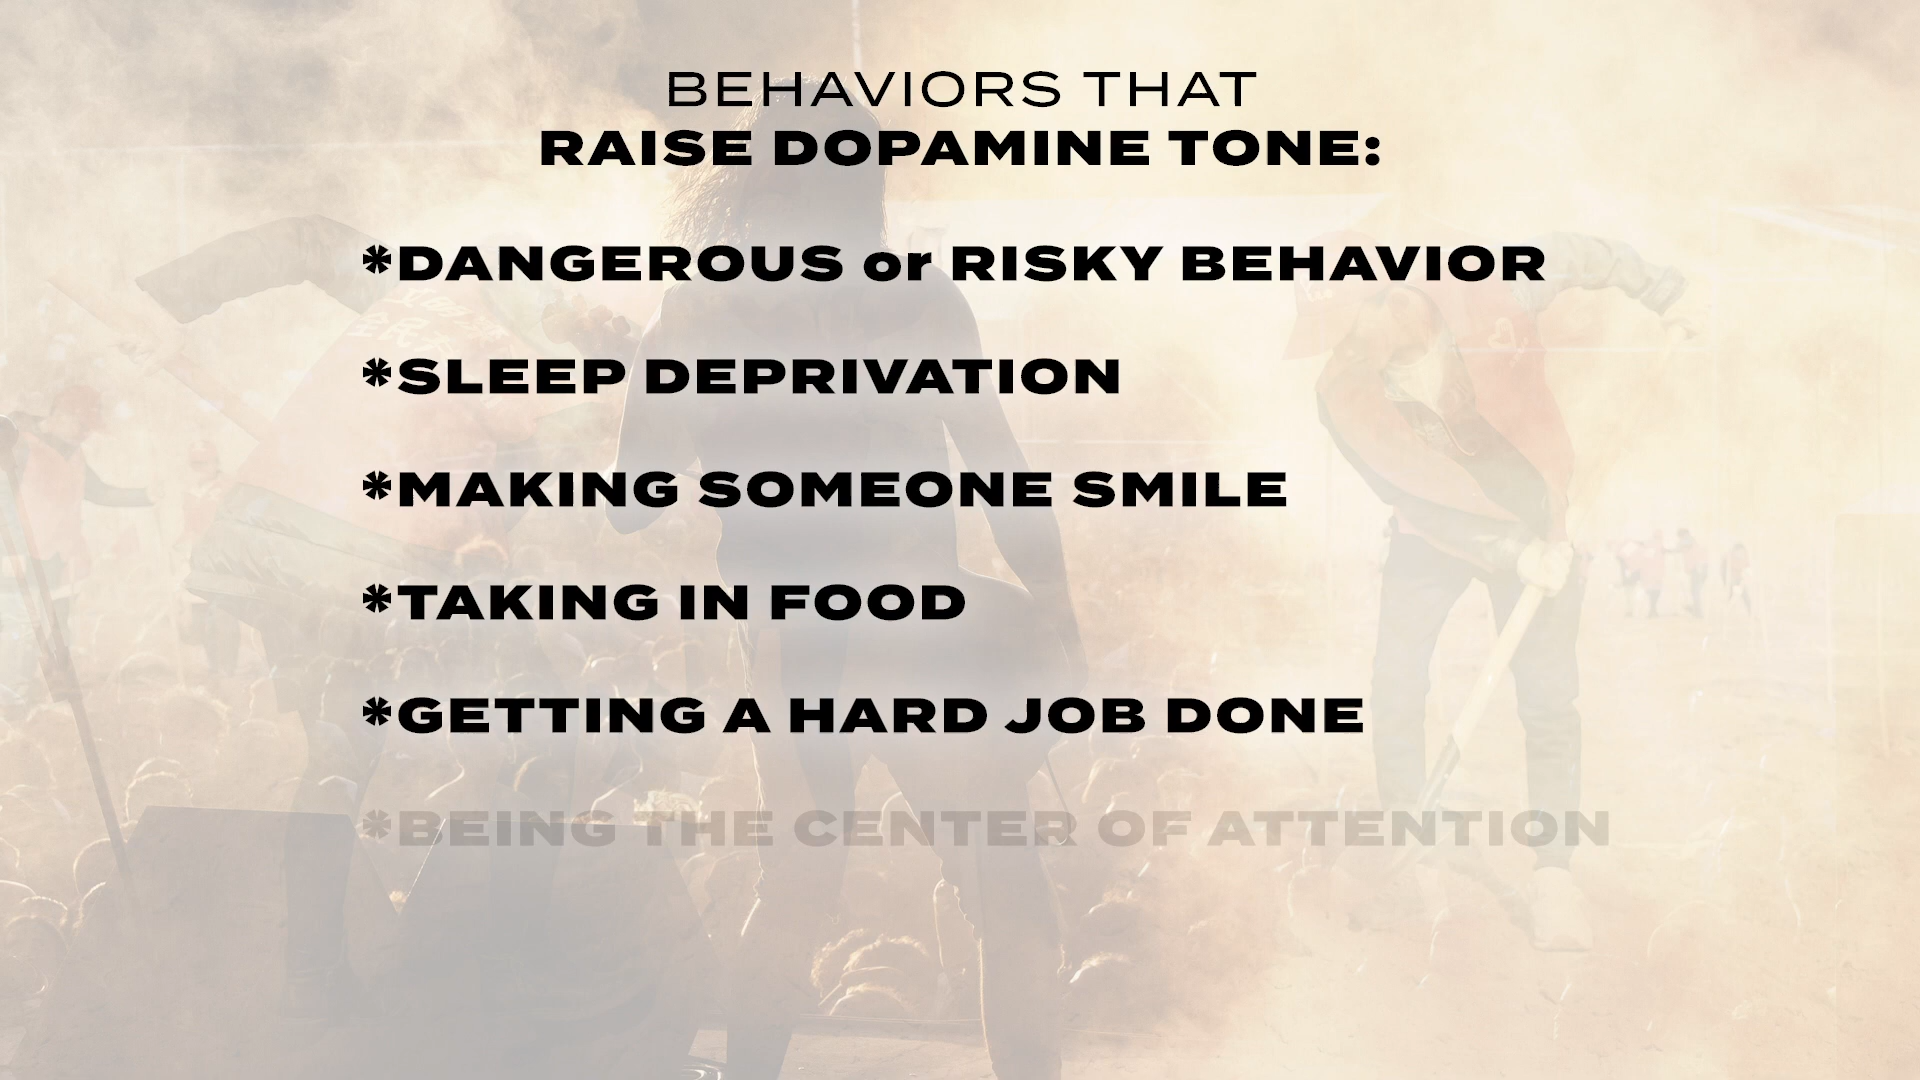 BEHAVIORS THAT
RAISE DOPAMINE TONE:
*DANGEROUS or RISKY BEHAVIOR
*SLEEP DEPRIVATION
*MAKING SOMEONE SMILE
*TAKING IN FOOD
*GETTING A HARD JOB DONE
*BEING THE CENTER OF ATTENTION